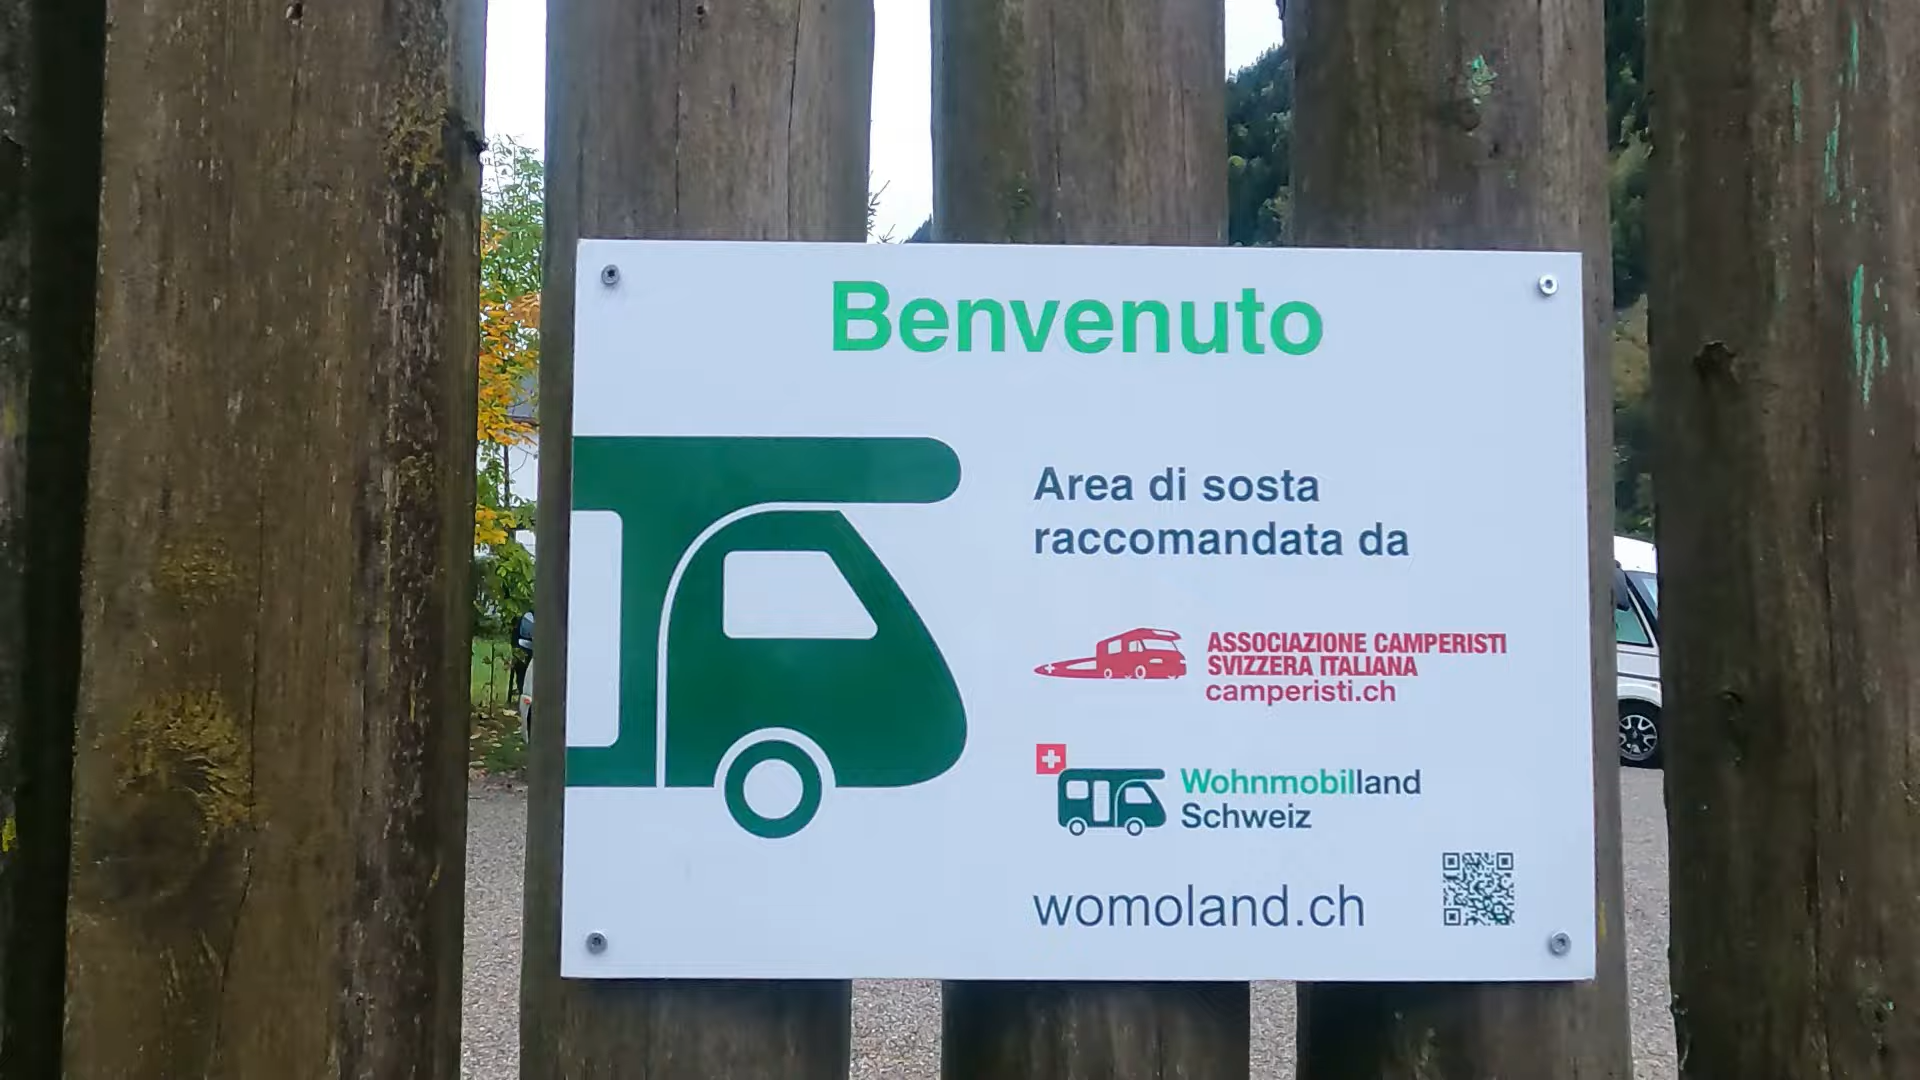 Benvenuto
Area di sosta
raccomandata da
ASSOCIAZIONE CAMPERISTI
SVIZZERA ITALIANA
camperisti.ch
Wohnmobilland
Schweiz
womoland.ch